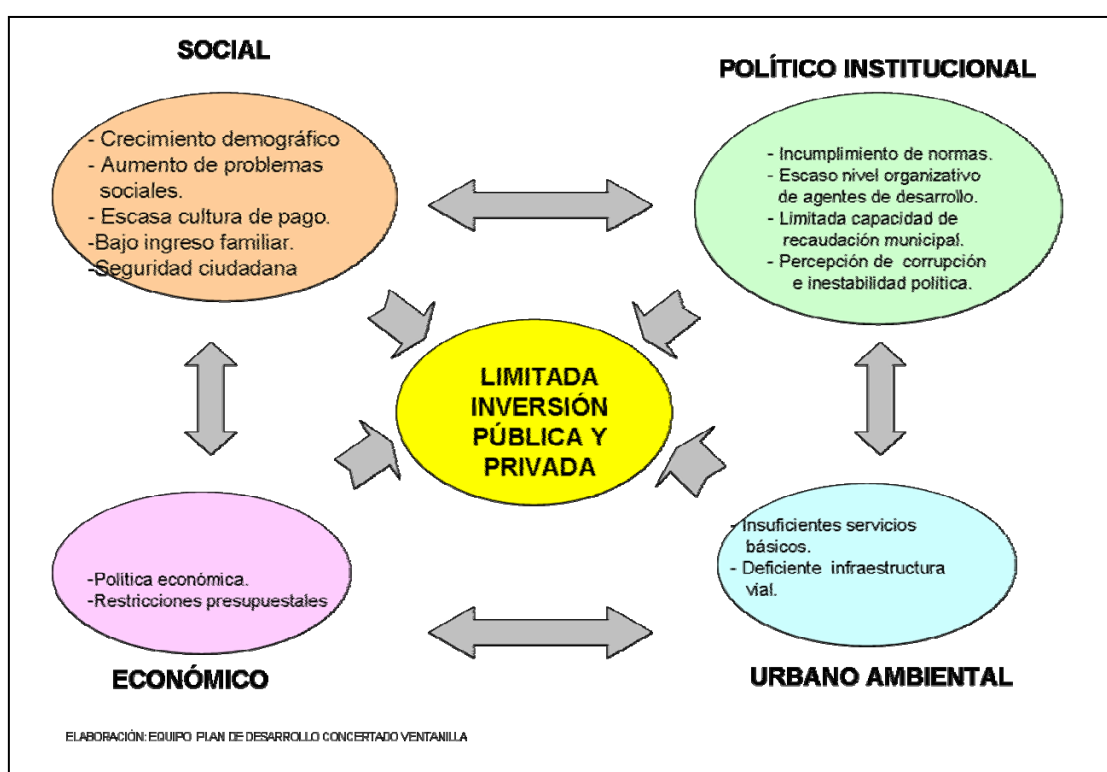 SOCIAL
- Crecimiento demográfico
- Aumento de problemas
sociales.
- Escasa cultura de pago.
-Bajo ingreso familiar.
-Seguridad ciudadana
POLÍTICO INSTITUCIONAL
- Incumplimiento de normas.
- Escaso nivel organizativo
de agentes de desarrollo.
- Limitada capacidad de
recaudación municipal.
- Percepción de corrupción
e inestabilidad política.
LIMITADA
INVERSIÓN
PÚBLICA Y
PRIVADA
-Política económica.
-Restricciones presupuestales
ECONÓMICO
- Insuficientes servicios
básicos.
- Deficiente infraestructura
vial.
URBANO AMBIENTAL
ELABORACIÓN: EQUIPO PLAN DE DESARROLLO CONCERTADO VENTANILLA